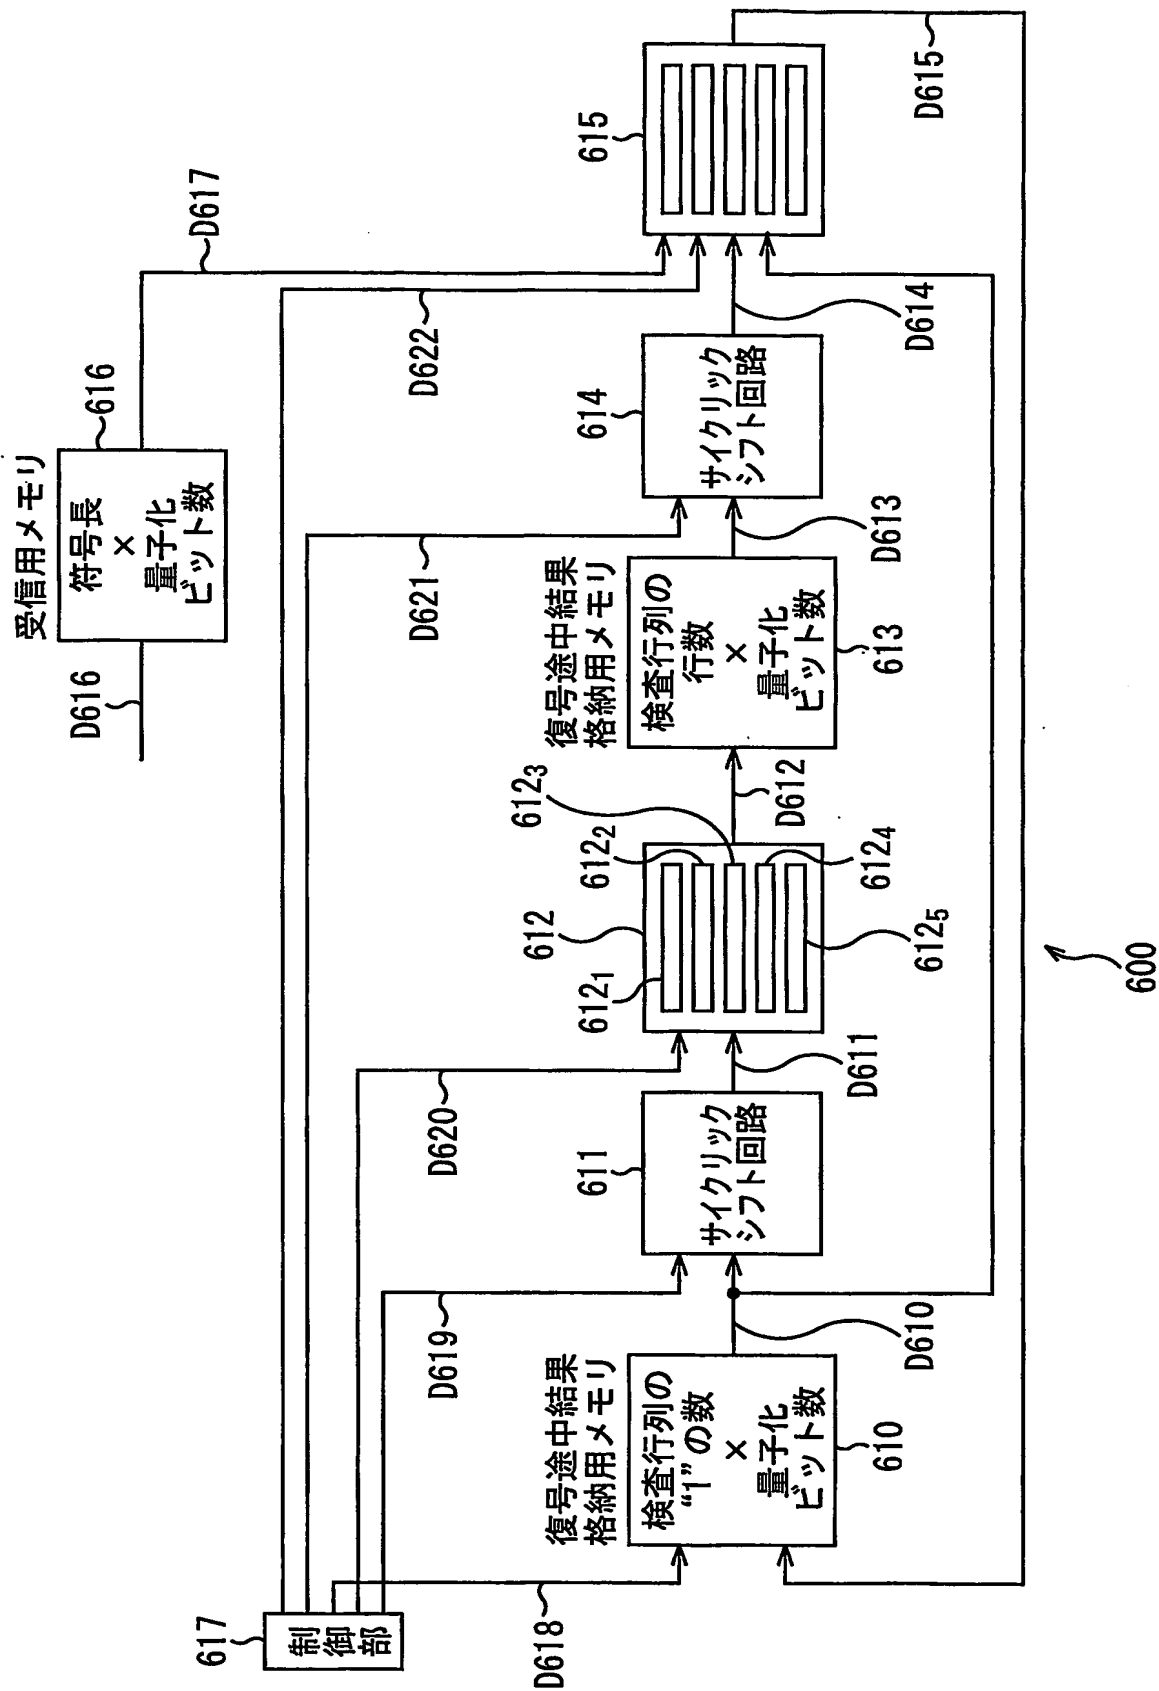 受信用メモリ
符号長
×
量子化
ビット数
616
D616
D617
617
制御部
D618
D619
D620
D621
D622
復号途中結果
格納用メモリ
検査行列の
“1”の数
×
量子化
ビット数
610
D610
611
サイクリック
シフト回路
D611
612
612₁
612₂
612₃
612₄
612₅
D612
復号途中結果
格納用メモリ
検査行列の
行数
×
量子化
ビット数
613
D613
614
サイクリック
シフト回路
D614
615
D615
600